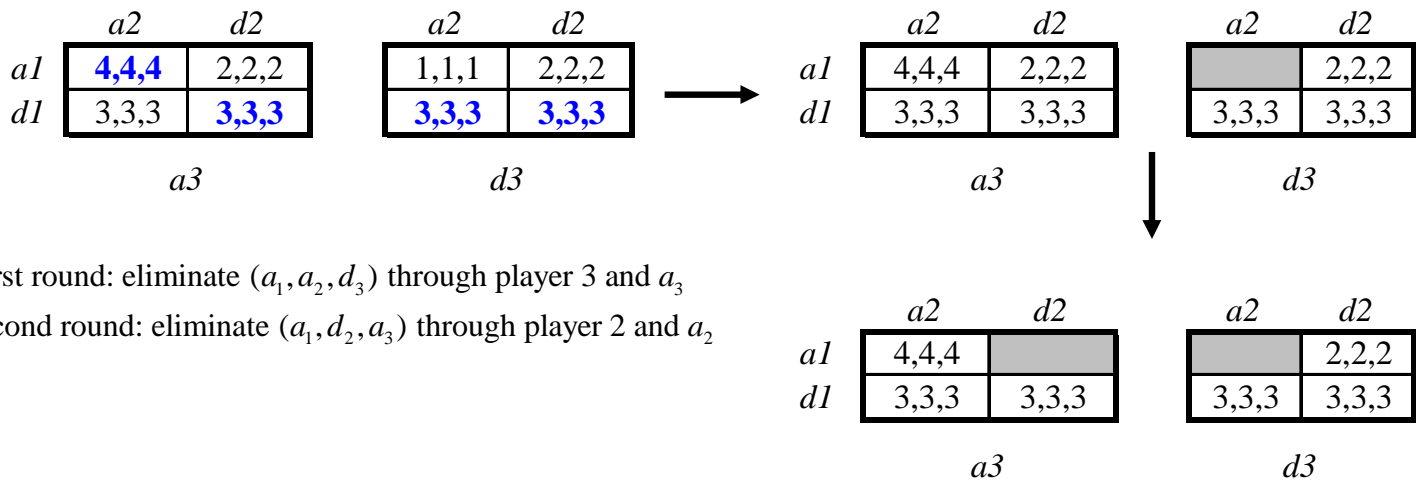 a2 d2 a2 d2 a2 d2 a2 d2
a1 4,4,4 2,2,2 1,1,1 2,2,2 a1 4,4,4 2,2,2 2,2,2
d1 3,3,3 3,3,3 3,3,3 3,3,3 d1 3,3,3 3,3,3 3,3,3 3,3,3
a3 d3 a3 d3
rst round: eliminate (a₁,a₂,d₃) through player 3 and a₃
cond round: eliminate (a₁,d₂,a₃) through player 2 and a₂
a2 d2 a2 d2
a1 4,4,4 2,2,2
d1 3,3,3 3,3,3 3,3,3 3,3,3
a3 d3